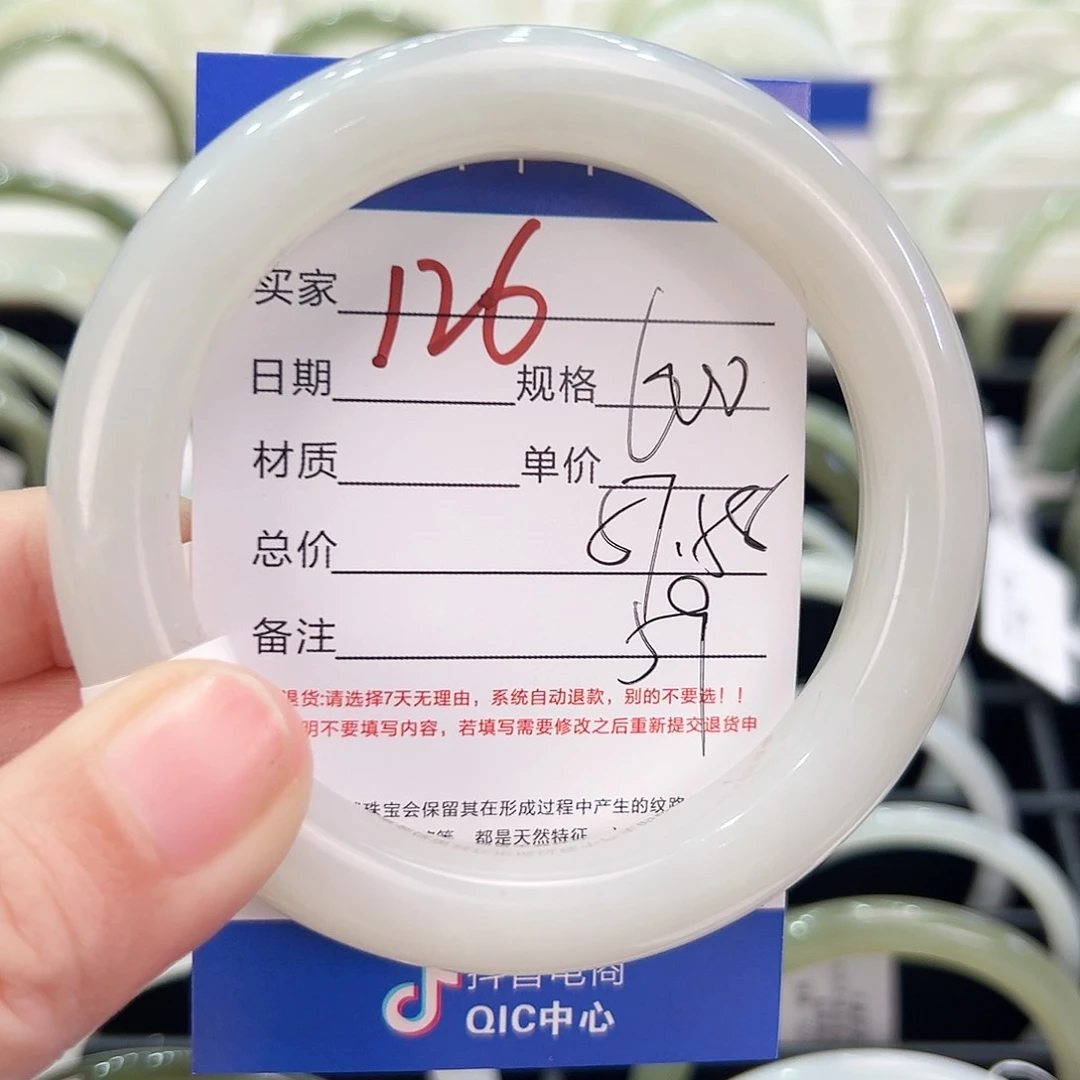 买家 126
日期 规格
材质 单价
总价
备注 59
退货:请选择7天无理由，系统自动退款，别的不要选！！
明不要填写内容，若填写需要修改之后重新提交退货申
珠宝会保留其在形成过程中产生的纹路
都是天然特征
抖音电商
QIC中心